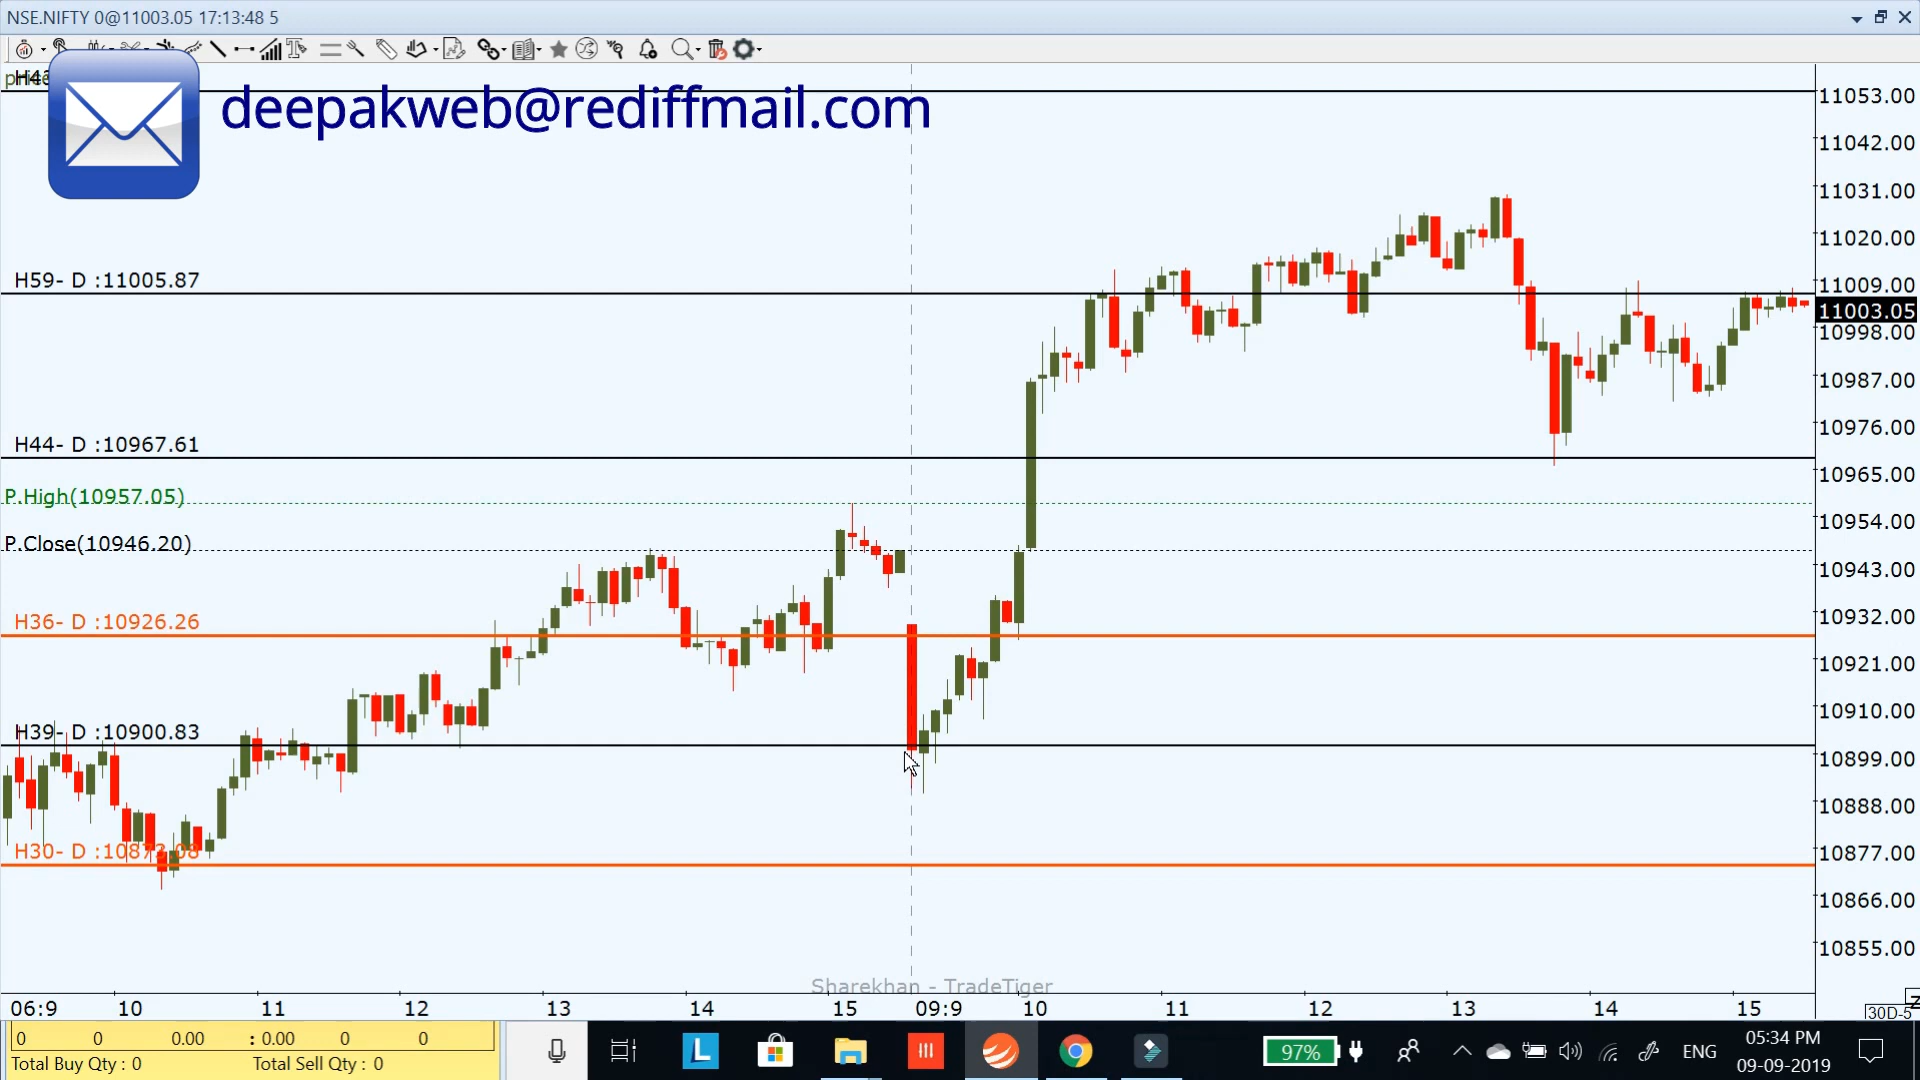 NSE.NIFTY 0@11003.05 17:13:48 5
deepakweb@rediffmail.com
11053.00
11042.00
11031.00
11020.00
H59- D :11005.87
11009.00
11003.05
10998.00
10987.00
H44- D :10967.61
10976.00
10965.00
P.High(10957.05)
10954.00
P.Close(10946.20)
10943.00
H36- D :10926.26
10932.00
10921.00
10910.00
H39- D :10900.83
10899.00
10888.00
H30- D :10873.08
10877.00
10866.00
10855.00
Sharekhan - TradeTiger
06:9 10 11 12 13 14 15 09:9 10 11 12 13 14 15
30D-5
0 0 0.00 : 0.00 0 0
Total Buy Qty : 0 Total Sell Qty : 0
L
97%
ENG
05:34 PM
09-09-2019